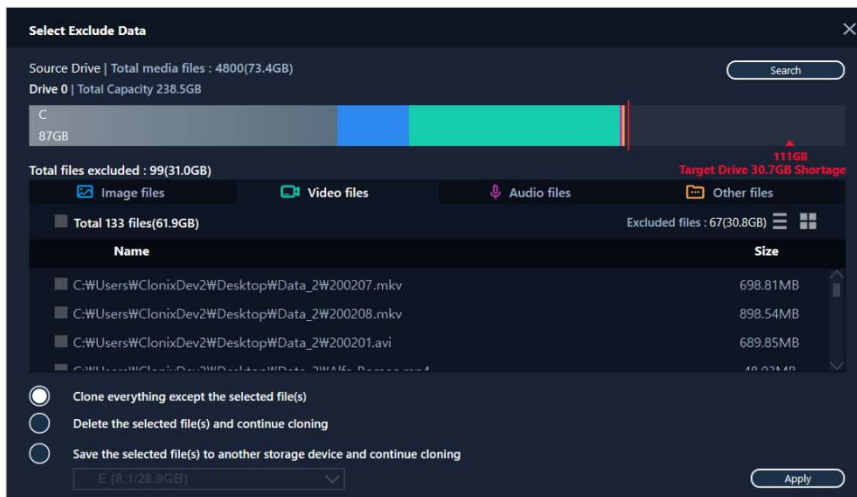 Select Exclude Data
Source Drive | Total media files : 4800(73.4GB)
Search
Drive 0 | Total Capacity 238.5GB
C
87GB
111GB
Total files excluded : 99(31.0GB)
Target Drive 30.7GB Shortage
Image files
Video files
Audio files
Other files
Total 133 files(61.9GB)
Excluded files : 67(30.8GB)
Name
Size
C:₩Users₩ClonixDev2₩Desktop₩Data_2₩200207.mkv
698.81MB
C:₩Users₩ClonixDev2₩Desktop₩Data_2₩200208.mkv
898.54MB
C:₩Users₩ClonixDev2₩Desktop₩Data_2₩200201.avi
689.85MB
Clone everything except the selected file(s)
Delete the selected file(s) and continue cloning
Save the selected file(s) to another storage device and continue cloning
E (8.1/28.9GB)
Apply